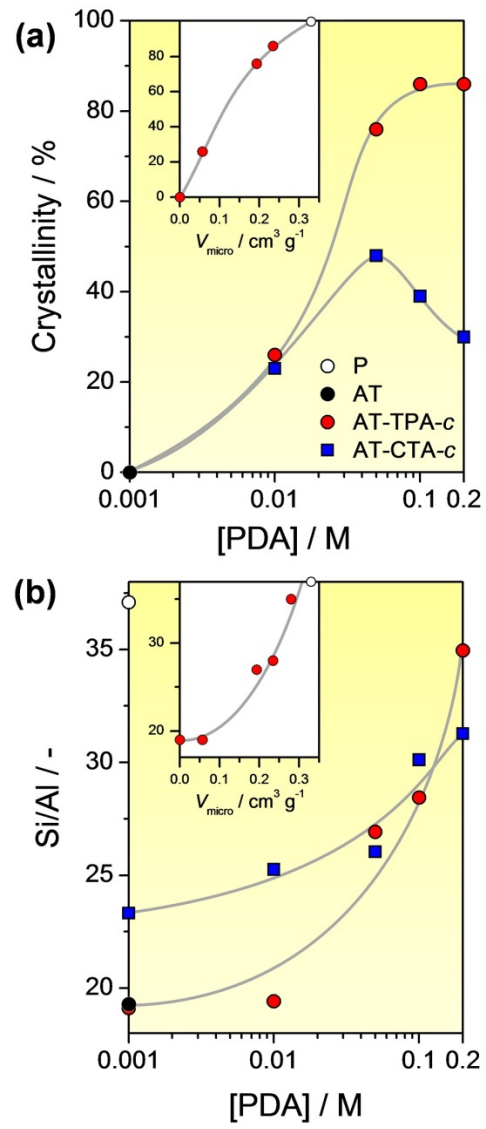 (a)
100
80
60
40
20
0
Crystallinity / %
80
60
40
20
0
0.0 0.1 0.2 0.3
Vmicro / cm³ g⁻¹
P
AT
AT-TPA-c
AT-CTA-c
0.001 0.01 0.1 0.2
[PDA] / M
(b)
35
30
25
20
Si/Al / -
30
20
10
0.0 0.1 0.2 0.3
Vmicro / cm³ g⁻¹
0.001 0.01 0.1 0.2
[PDA] / M